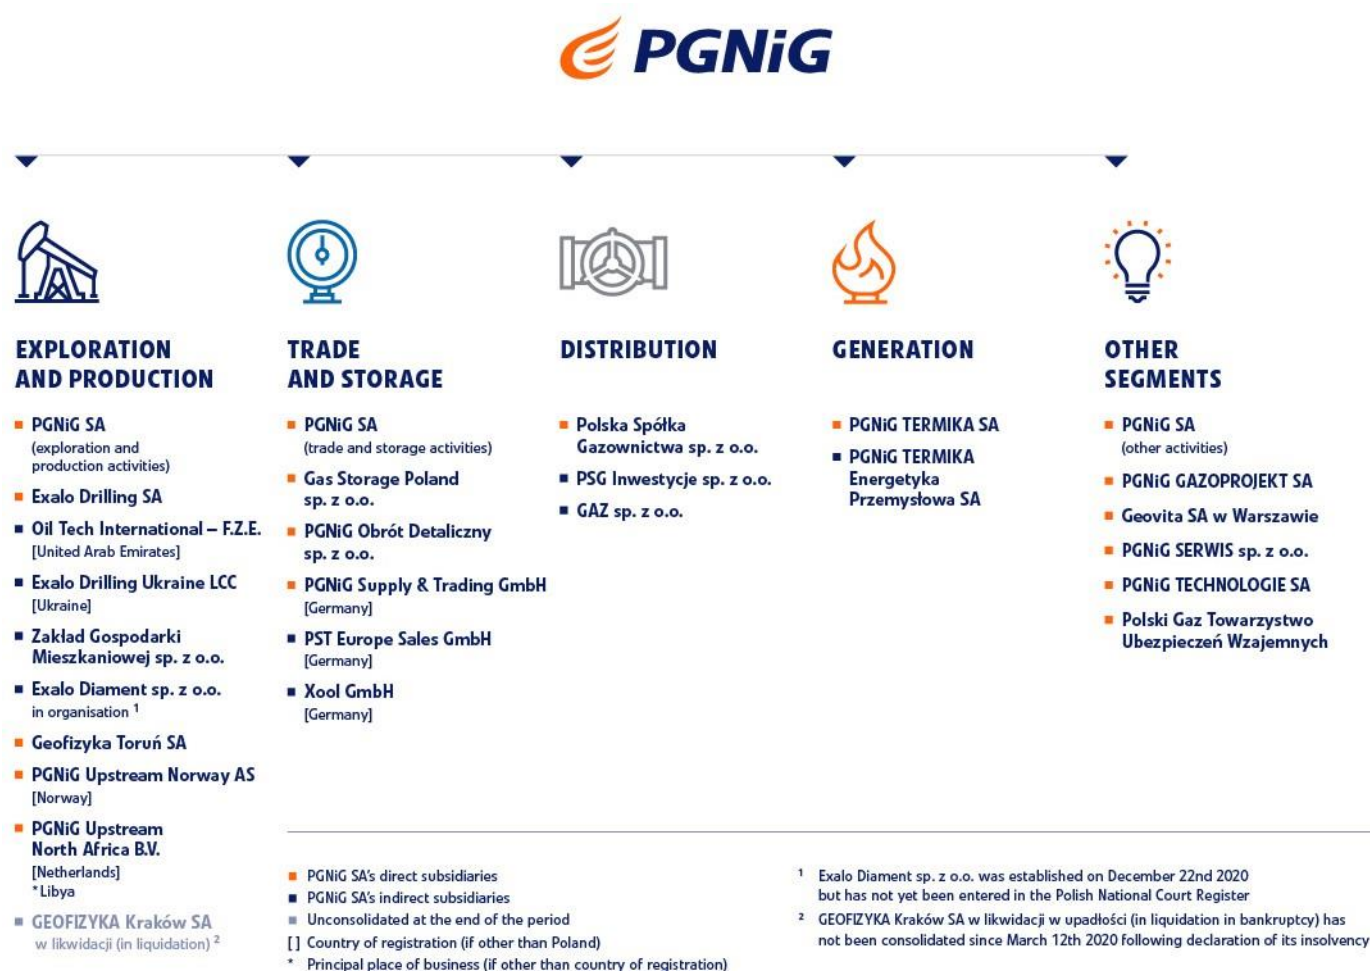 PGNiG
EXPLORATION
AND PRODUCTION
PGNiG SA
(exploration and
production activities)
Exalo Drilling SA
Oil Tech International – F.Z.E.
[United Arab Emirates]
Exalo Drilling Ukraine LCC
[Ukraine]
Zakład Gospodarki
Mieszkaniowej sp. z o.o.
Exalo Diament sp. z o.o.
in organisation 1
Geofizyka Toruń SA
PGNiG Upstream Norway AS
[Norway]
PGNiG Upstream
North Africa B.V.
[Netherlands]
*Libya
GEOFIZYKA Kraków SA
w likwidacji (in liquidation) 2
TRADE
AND STORAGE
PGNiG SA
(trade and storage activities)
Gas Storage Poland
sp. z o.o.
PGNiG Obrót Detaliczny
sp. z o.o.
PGNiG Supply & Trading GmbH
[Germany]
PST Europe Sales GmbH
[Germany]
Xool GmbH
[Germany]
DISTRIBUTION
Polska Spółka
Gazownictwa sp. z o.o.
PSG Inwestycje sp. z o.o.
GAZ sp. z o.o.
GENERATION
PGNiG TERMIKA SA
PGNiG TERMIKA
Energetyka
Przemysłowa SA
OTHER
SEGMENTS
PGNiG SA
(other activities)
PGNiG GAZOPROJEKT SA
Geovita SA w Warszawie
PGNiG SERWIS sp. z o.o.
PGNiG TECHNOLOGIE SA
Polski Gaz Towarzystwo
Ubezpieczeń Wzajemnych
PGNiG SA's direct subsidiaries
PGNiG SA's indirect subsidiaries
Unconsolidated at the end of the period
[ ] Country of registration (if other than Poland)
* Principal place of business (if other than country of registration)
1 Exalo Diament sp. z o.o. was established on December 22nd 2020
but has not yet been entered in the Polish National Court Register
2 GEOFIZYKA Kraków SA w likwidacji w upadłości (in liquidation in bankruptcy) has
not been consolidated since March 12th 2020 following declaration of its insolvency